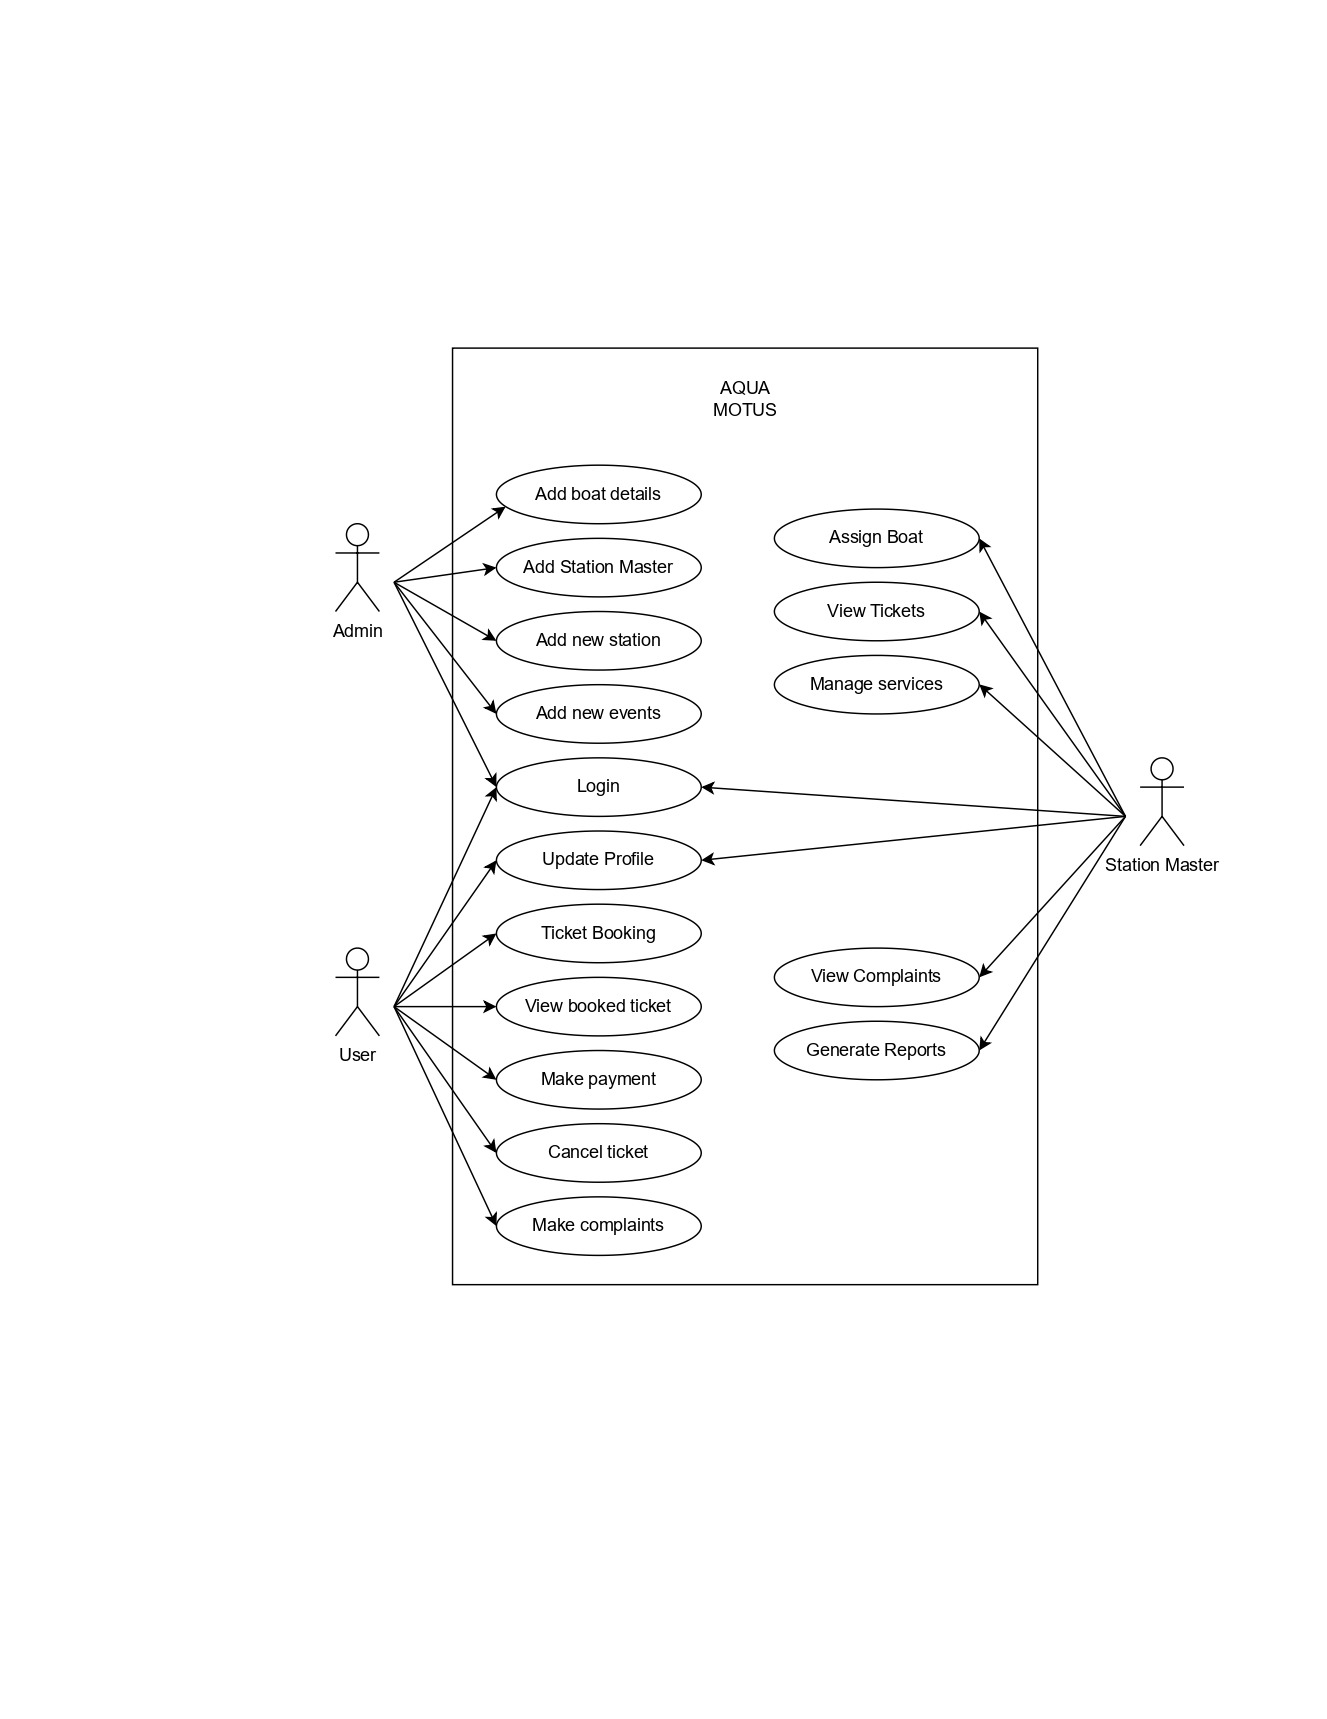 AQUA
MOTUS
Add boat details
Add Station Master
Add new station
Add new events
Login
Update Profile
Ticket Booking
View booked ticket
Make payment
Cancel ticket
Make complaints
Assign Boat
View Tickets
Manage services
View Complaints
Generate Reports
Admin
User
Station Master